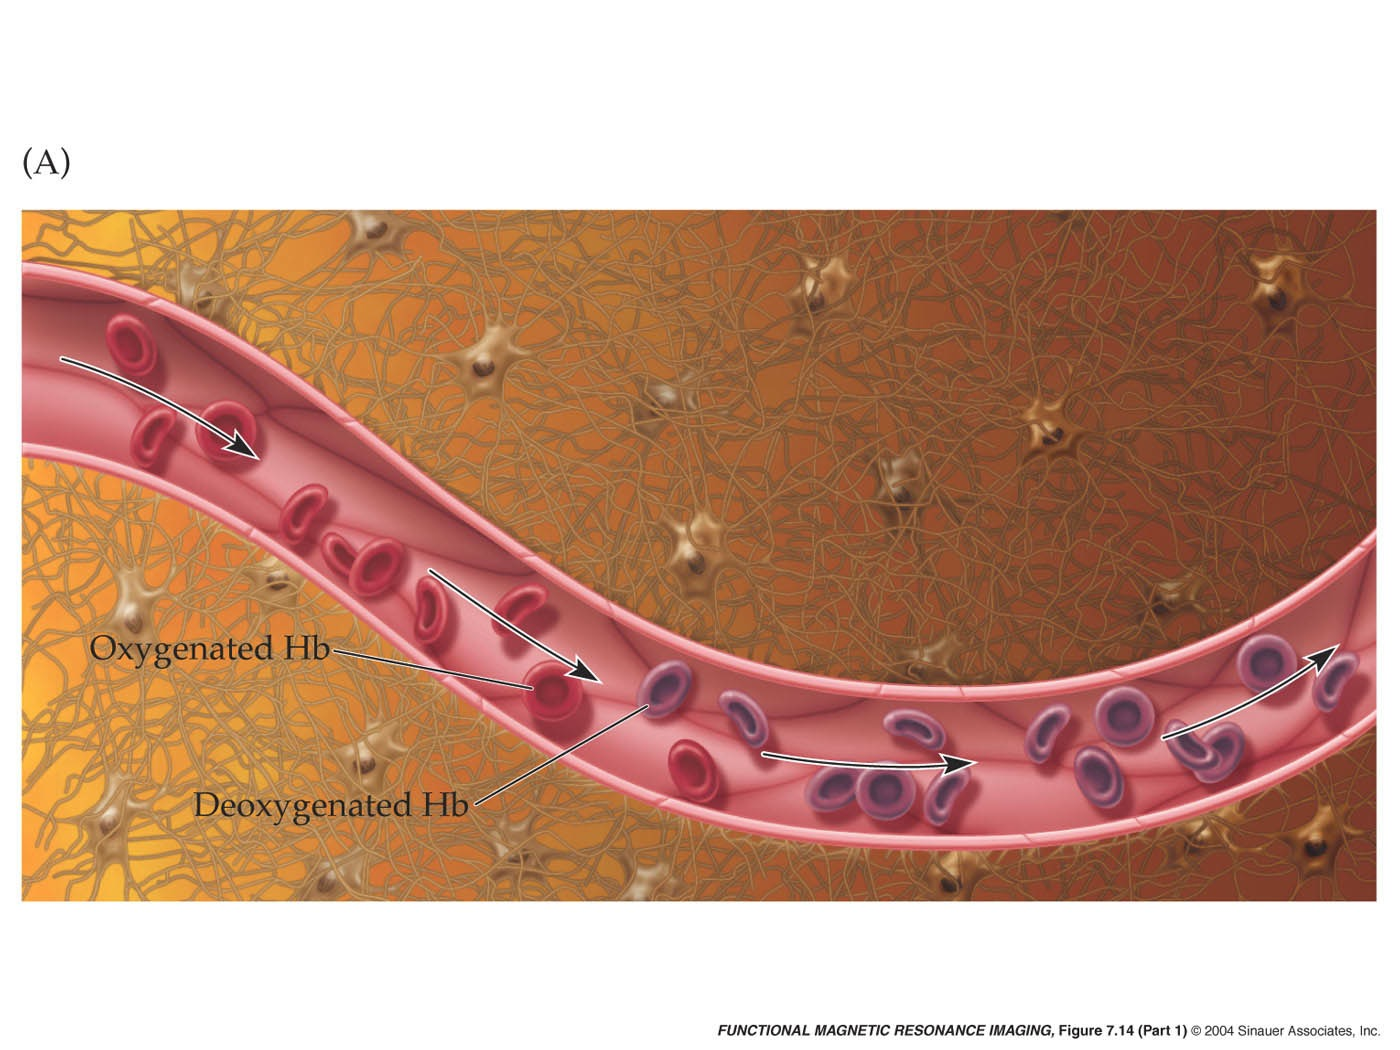 (A)
Oxygenated Hb
Deoxygenated Hb
FUNCTIONAL MAGNETIC RESONANCE IMAGING, Figure 7.14 (Part 1) © 2004 Sinauer Associates, Inc.